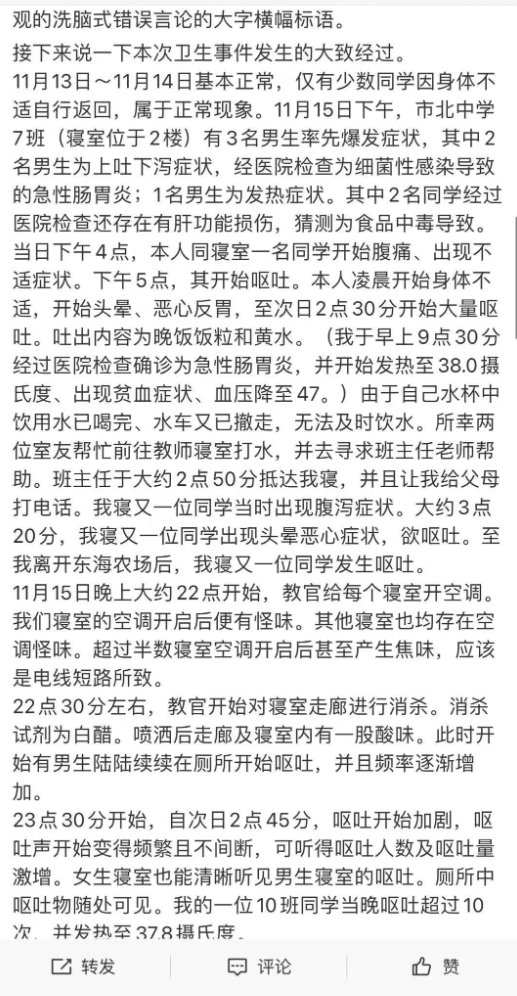 观的洗脑式错误言论的大字横幅标语。
接下来说一下本次卫生事件发生的大致经过。
11月13日～11月14日基本正常，仅有少数同学因身体不
适自行返回，属于正常现象。11月15日下午，市北中学
7班（寝室位于2楼）有3名男生率先爆发症状，其中2
名男生为上吐下泻症状，经医院检查为细菌性感染导致
的急性肠胃炎；1名男生为发热症状。其中2名同学经过
医院检查还存在有肝功能损伤，猜测为食品中毒导致。
当日下午4点，本人同寝室一名同学开始腹痛、出现不
适症状。下午5点，其开始呕吐。本人凌晨开始身体不
适，开始头晕、恶心反胃，至次日2点30分开始大量呕
吐。吐出内容为晚饭饭粒和黄水。（我于早上9点30分
经过医院检查确诊为急性肠胃炎，并开始发热至38.0摄
氏度、出现贫血症状、血压降至47。）由于自己水杯中
饮用水已喝完、水车又已撤走，无法及时饮水。所幸两
位室友帮忙前往教师寝室打水，并去寻求班主任老师帮
助。班主任于大约2点50分抵达我寝，并且让我给父母
打电话。我寝又一位同学当时出现腹泻症状。大约3点
20分，我寝又一位同学出现头晕恶心症状，欲呕吐。至
我离开东海农场后，我寝又一位同学发生呕吐。
11月15日晚上大约22点开始，教官给每个寝室开空调。
我们寝室的空调开启后便有怪味。其他寝室也均存在空
调怪味。超过半数寝室空调开启后甚至产生焦味，应该
是电线短路所致。
22点30分左右，教官开始对寝室走廊进行消杀。消杀
试剂为白醋。喷洒后走廊及寝室内有一股酸味。此时开
始有男生陆陆续续在厕所开始呕吐，并且频率逐渐增
加。
23点30分开始，自次日2点45分，呕吐开始加剧，呕
吐声开始变得频繁且不间断，可听得呕吐人数及呕吐量
激增。女生寝室也能清晰听见男生寝室的呕吐。厕所中
呕吐物随处可见。我的一位10班同学当晚呕吐超过10
次，并发热至37.8摄氏度。
转发 评论 赞